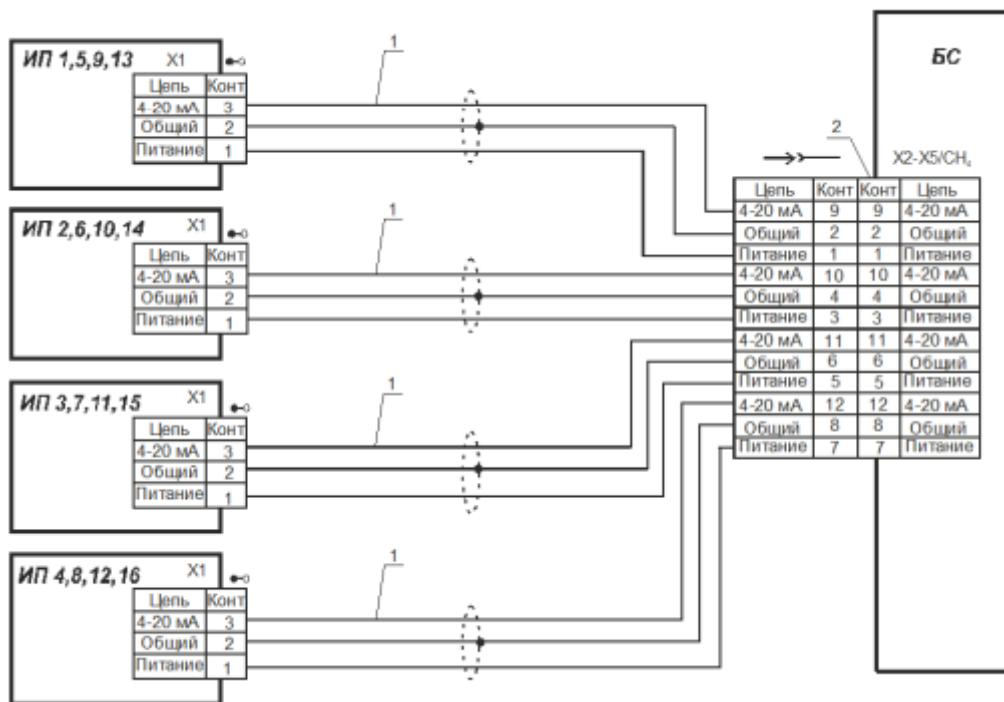 ИП 1,5,9,13 X1
Цепь Конт
4-20 мА 3
Общий 2
Питание 1
1
ИП 2,6,10,14 X1
Цепь Конт
4-20 мА 3
Общий 2
Питание 1
1
ИП 3,7,11,15 X1
Цепь Конт
4-20 мА 3
Общий 2
Питание 1
1
ИП 4,8,12,16 X1
Цепь Конт
4-20 мА 3
Общий 2
Питание 1
1
БС
2
X2-X5/CH₄
Цепь Конт Конт Цепь
4-20 мА 9 9 4-20 мА
Общий 2 2 Общий
Питание 1 1 Питание
4-20 мА 10 10 4-20 мА
Общий 4 4 Общий
Питание 3 3 Питание
4-20 мА 11 11 4-20 мА
Общий 6 6 Общий
Питание 5 5 Питание
4-20 мА 12 12 4-20 мА
Общий 8 8 Общий
Питание 7 7 Питание